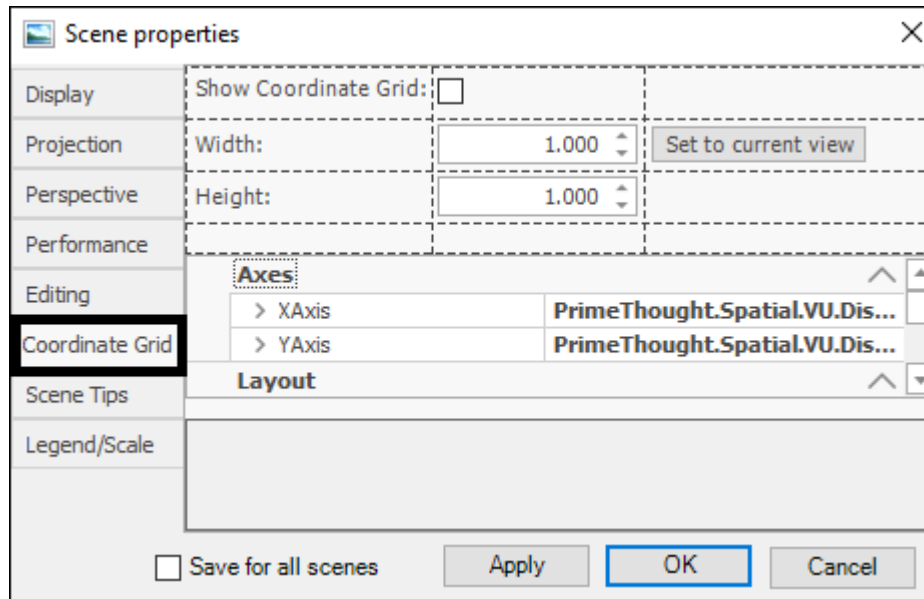 Scene properties
Display
Projection
Perspective
Performance
Editing
Coordinate Grid
Scene Tips
Legend/Scale
Show Coordinate Grid:
Width: 1.000 Set to current view
Height: 1.000
Axes
XAxis PrimeThought.Spatial.VU.Dis...
YAxis PrimeThought.Spatial.VU.Dis...
Layout
Save for all scenes Apply OK Cancel